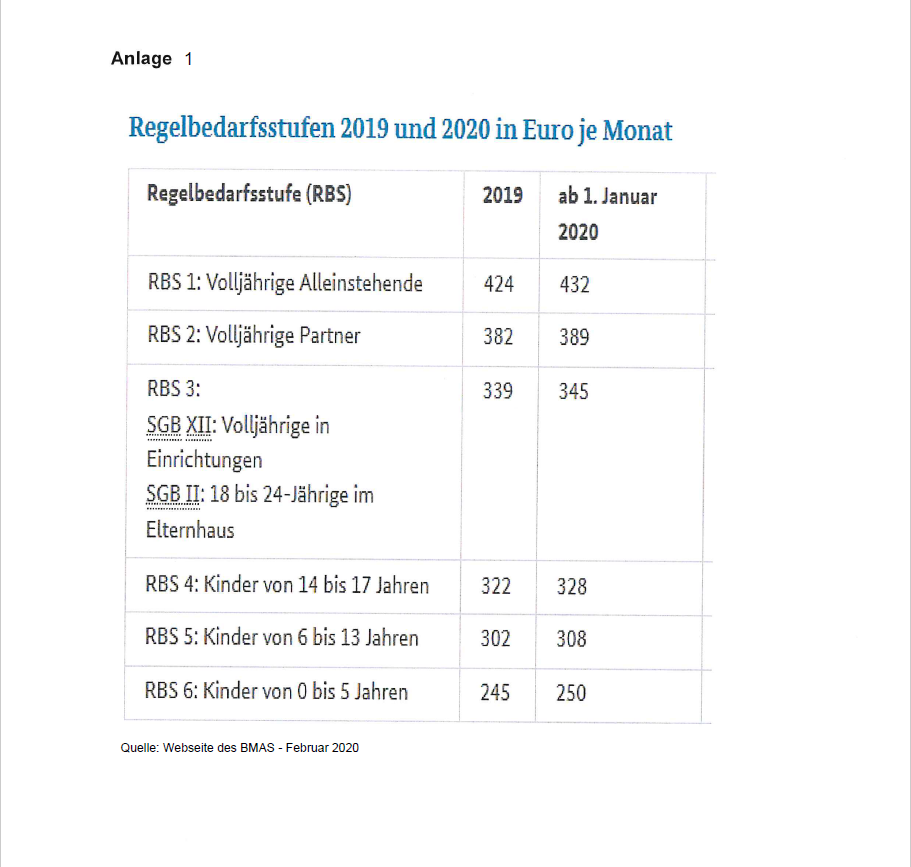 Anlage 1
Regelbedarfsstufen 2019 und 2020 in Euro je Monat
Regelbedarfsstufe (RBS) 2019 ab 1. Januar
2020
RBS 1: Volljährige Alleinstehende 424 432
RBS 2: Volljährige Partner 382 389
RBS 3: 339 345
SGB XII: Volljährige in
Einrichtungen
SGB II: 18 bis 24-Jährige im
Elternhaus
RBS 4: Kinder von 14 bis 17 Jahren 322 328
RBS 5: Kinder von 6 bis 13 Jahren 302 308
RBS 6: Kinder von 0 bis 5 Jahren 245 250
Quelle: Webseite des BMAS - Februar 2020